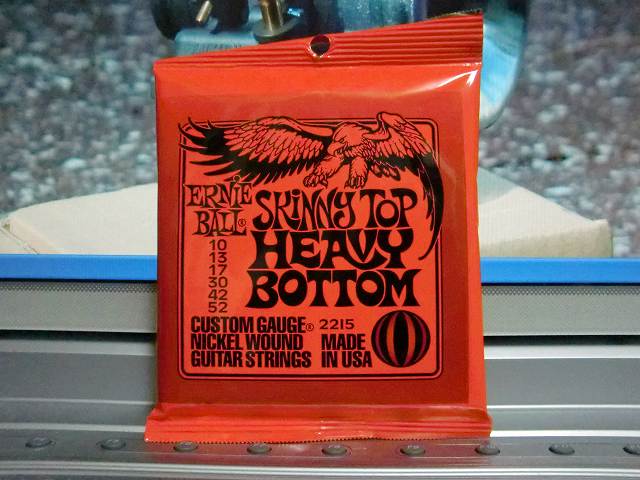 ERNIE
BALL®
SKINNY TOP
HEAVY
BOTTOM
10
13
17
30
42
52
CUSTOM GAUGE® 2215
NICKEL WOUND MADE
GUITAR STRINGS IN USA